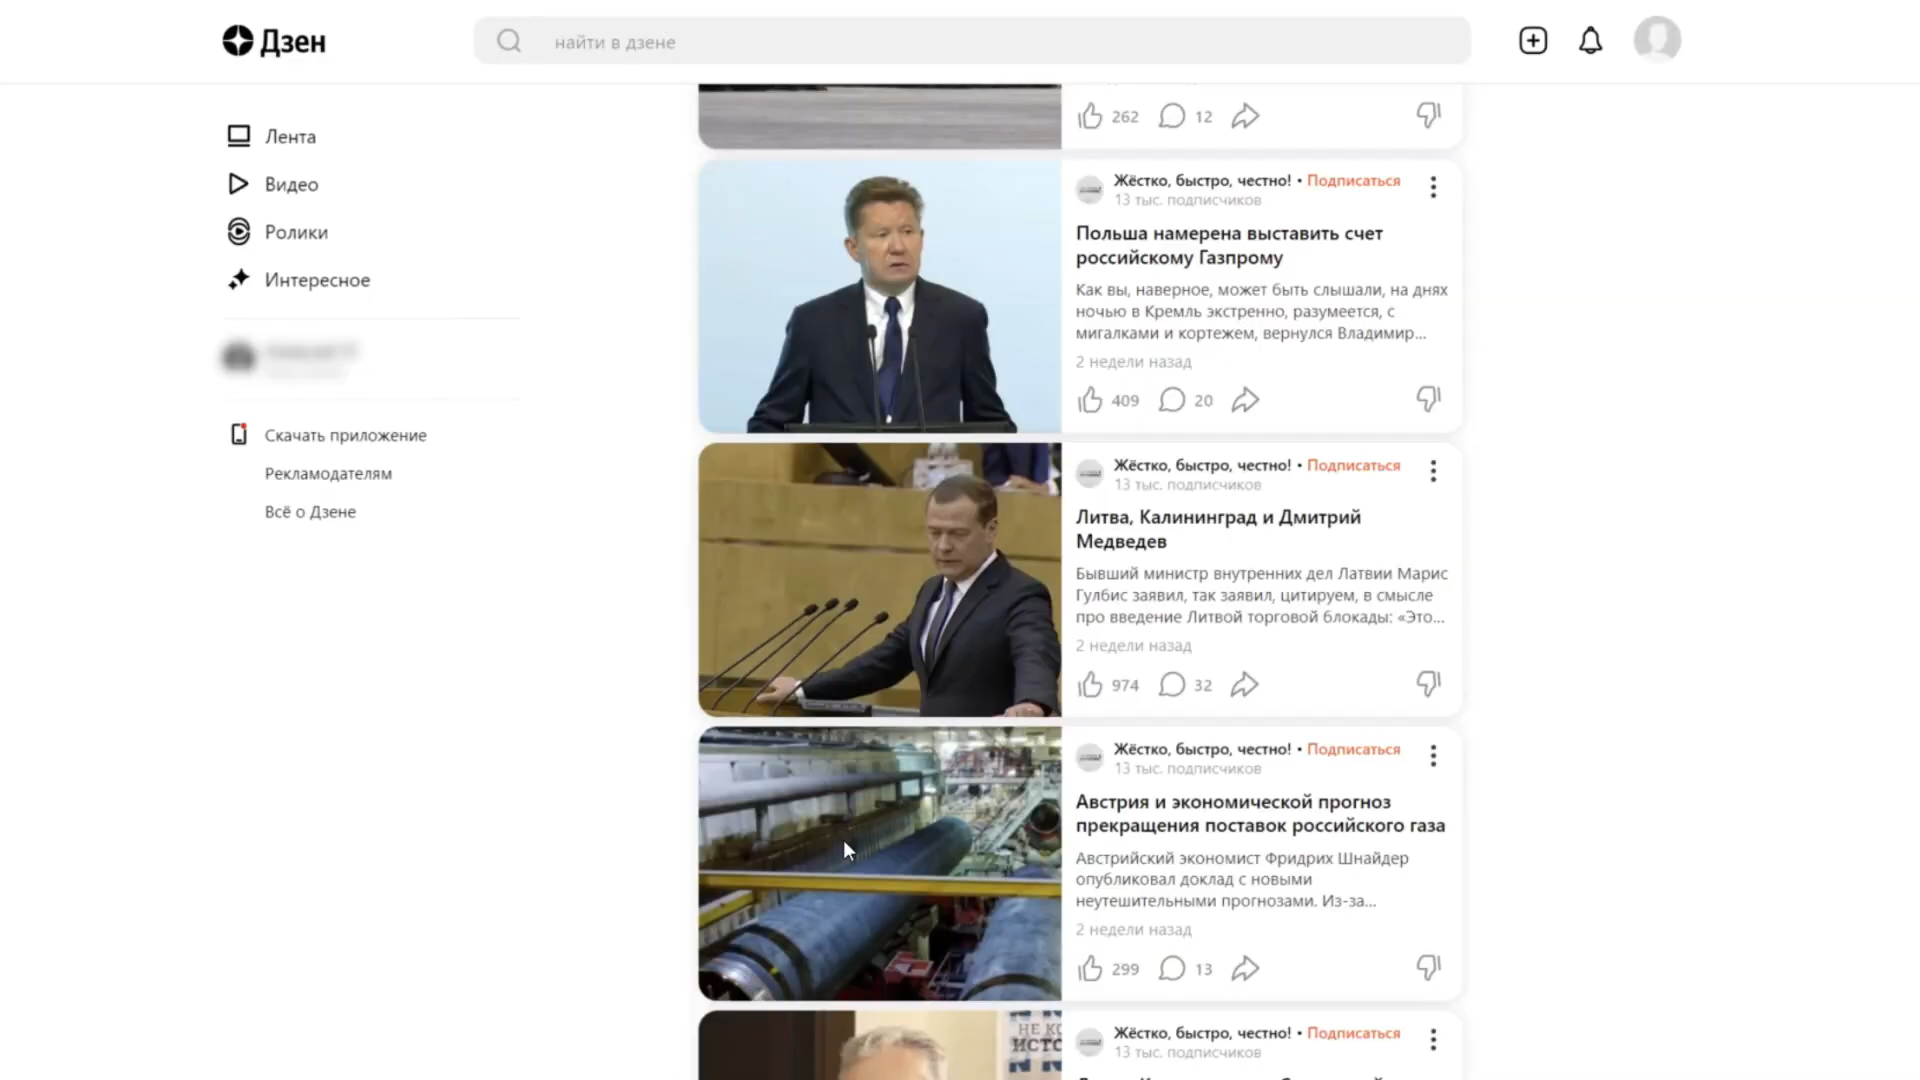 Дзен
найти в дзене
Лента
Видео
Ролики
Интересное
Скачать приложение
Рекламодателям
Всё о Дзене
262 12
Жёстко, быстро, честно! • Подписаться
13 тыс. подписчиков
Польша намерена выставить счет
российскому Газпрому
Как вы, наверное, может быть слышали, на днях
ночью в Кремль экстренно, разумеется, с
мигалками и кортежем, вернулся Владимир...
2 недели назад
409 20
Жёстко, быстро, честно! • Подписаться
13 тыс. подписчиков
Литва, Калининград и Дмитрий
Медведев
Бывший министр внутренних дел Латвии Марис
Гулбис заявил, так заявил, цитируем, в смысле
про введение Литвой торговой блокады: «Это...
2 недели назад
974 32
Жёстко, быстро, честно! • Подписаться
13 тыс. подписчиков
Австрия и экономической прогноз
прекращения поставок российского газа
Австрийский экономист Фридрих Шнайдер
опубликовал доклад с новыми
неутешительными прогнозами. Из-за...
2 недели назад
299 13
НЕ КО
ИСТО
Жёстко, быстро, честно! • Подписаться
13 тыс. подписчиков